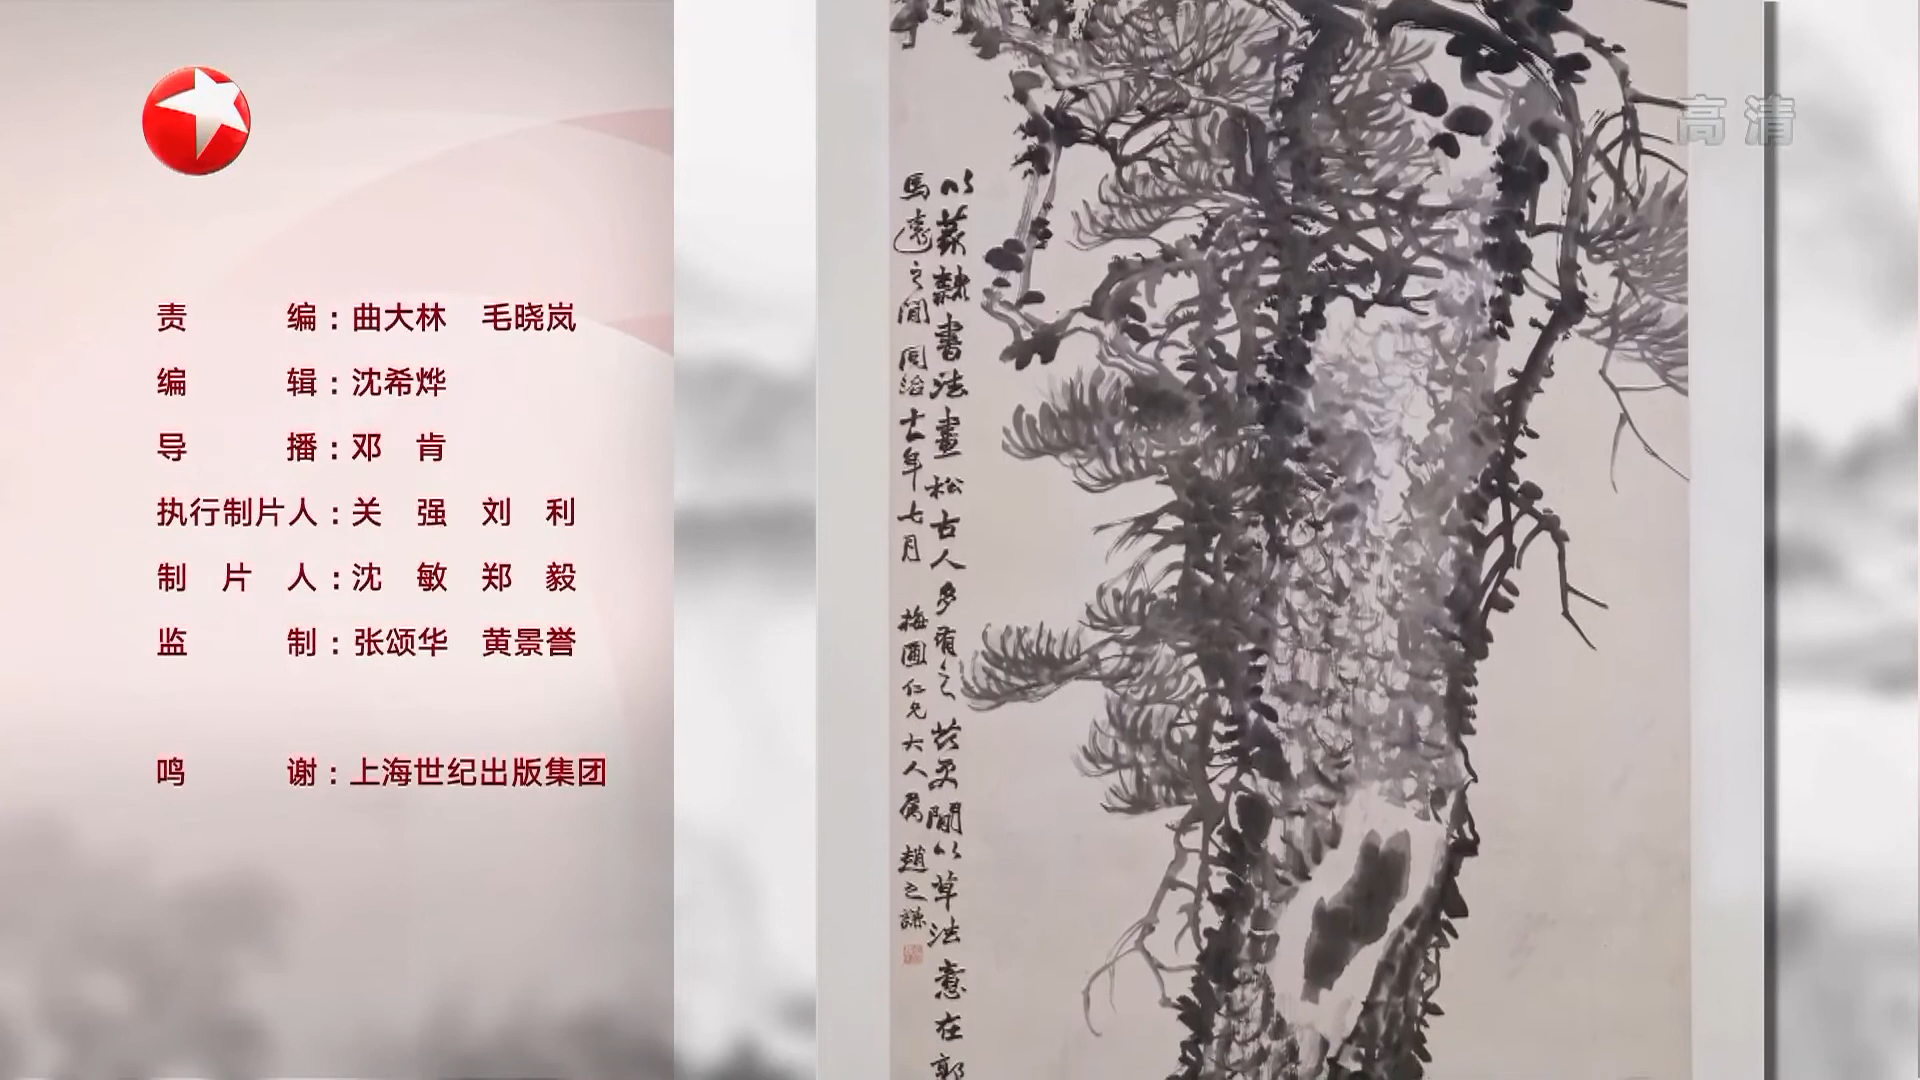 高清
责编：曲大林 毛晓岚
编辑：沈希烨
导播：邓 肯
执行制片人：关 强 刘 利
制片人：沈 敏 郑 毅
监制：张颂华 黄景誉
鸣谢：上海世纪出版集团
以篆隸書法畫松古人多有之茲更間以草法意在郭
馬遠之間 同治十一年七月 梅圃仁兄大人屬 趙之謙